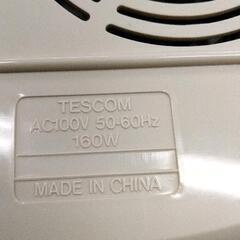 TESCOM
AC100V 50-60Hz
160W
MADE IN CHINA